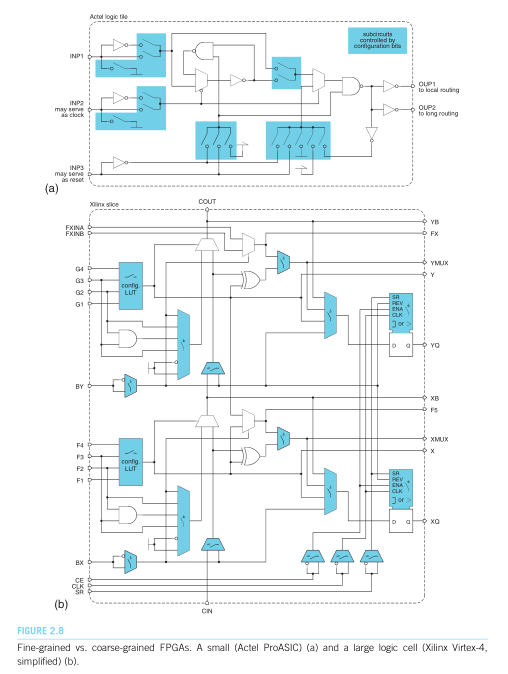 Actel logic tile
subcircuits
controlled by
configuration bits
INP1
OUP1
to local routing
INP2
may serve
as clock
OUP2
to long routing
INP3
may serve
as reset
(a)
Xilinx slice
COUT
YB
FXINA
FXINB
FX
G4
G3
G2
G1
config.
LUT
YMUX
Y
SR
REV
ENA
CLK
] or >
D Q
YQ
BY
XB
F5
F4
F3
F2
F1
config.
LUT
XMUX
X
SR
REV
ENA
CLK
] or >
D Q
XQ
BX
CE
CLK
SR
(b)
CIN
FIGURE 2.8
Fine-grained vs. coarse-grained FPGAs. A small (Actel ProASIC) (a) and a large logic cell (Xilinx Virtex-4,
simplified) (b).